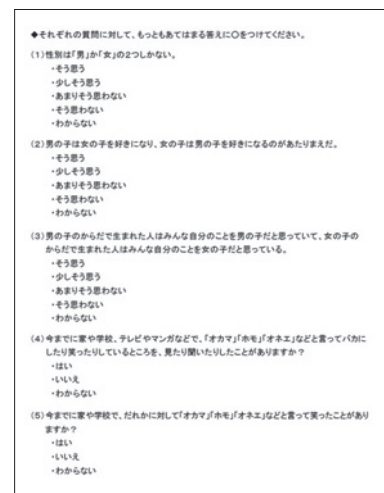 ◆それぞれの質問に対して、もっともあてはまる答えに○をつけてください。
(1)性別は「男」か「女」の2つしかない。
・そう思う
・少しそう思う
・あまりそう思わない
・そう思わない
・わからない
(2)男の子は女の子を好きになり、女の子は男の子を好きになるのがあたりまえだ。
・そう思う
・少しそう思う
・あまりそう思わない
・そう思わない
・わからない
(3)男の子のからだで生まれた人はみんな自分のことを男の子だと思っていて、女の子の
からだで生まれた人はみんな自分のことを女の子だと思っている。
・そう思う
・少しそう思う
・あまりそう思わない
・そう思わない
・わからない
(4)今までに家や学校、テレビやマンガなどで、「オカマ」「ホモ」「オネエ」などと言ってバカに
したり笑ったりしているところを、見たり聞いたりしたことがありますか？
・はい
・いいえ
・わからない
(5)今までに家や学校で、だれかに対して「オカマ」「ホモ」「オネエ」などと言って笑ったことがあり
ますか？
・はい
・いいえ
・わからない